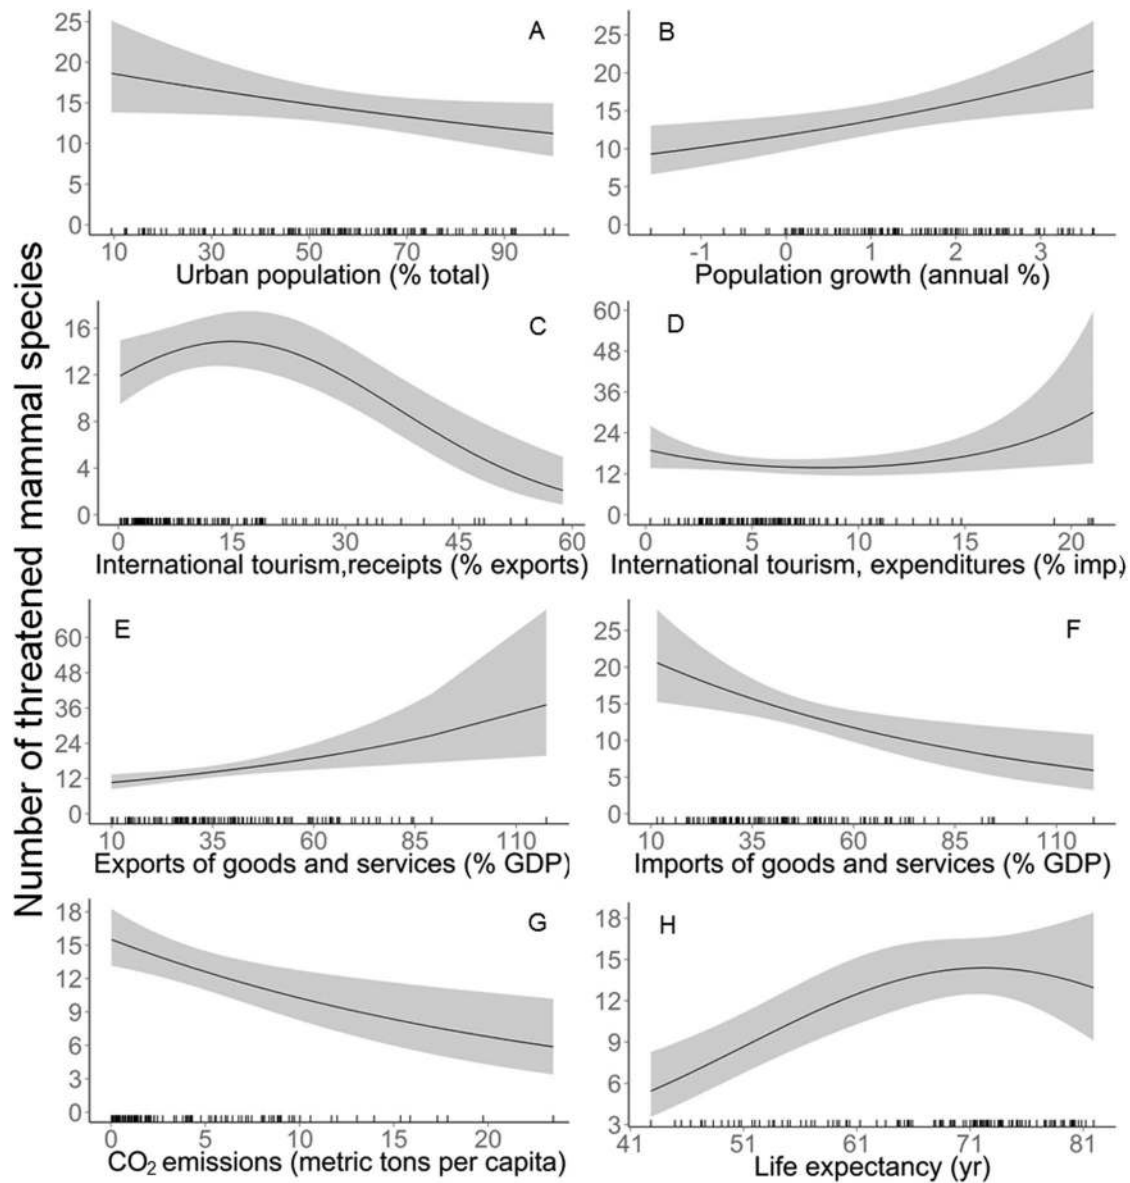 Number of threatened mammal species
A
25
20
15
10
5
0
10 30 50 70 90
Urban population (% total)
B
25
20
15
10
5
0
-1 0 1 2 3
Population growth (annual %)
C
16
12
8
4
0
0 15 30 45 60
International tourism,receipts (% exports)
D
60
48
36
24
12
0
0 5 10 15 20
International tourism, expenditures (% imp.)
E
60
48
36
24
12
0
10 35 60 85 110
Exports of goods and services (% GDP)
F
25
20
15
10
5
0
10 35 60 85 110
Imports of goods and services (% GDP)
G
18
15
12
9
6
3
0
0 5 10 20
CO₂ emissions (metric tons per capita)
H
18
15
12
9
6
3
41 51 61 71 81
Life expectancy (yr)